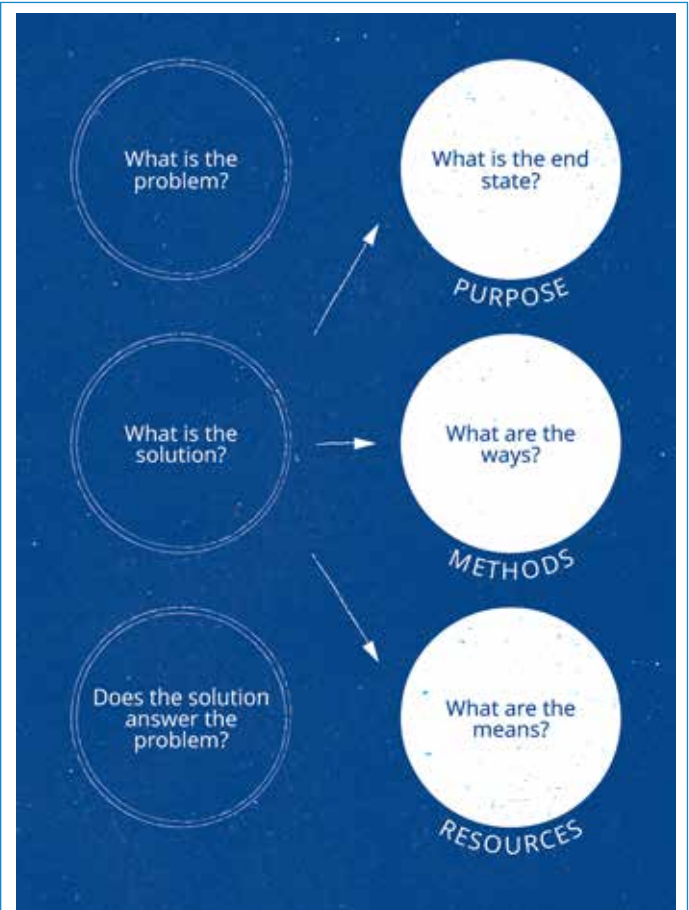 What is the
problem?
What is the end
state?
PURPOSE
What is the
solution?
What are the
ways?
METHODS
Does the solution
answer the
problem?
What are the
means?
RESOURCES